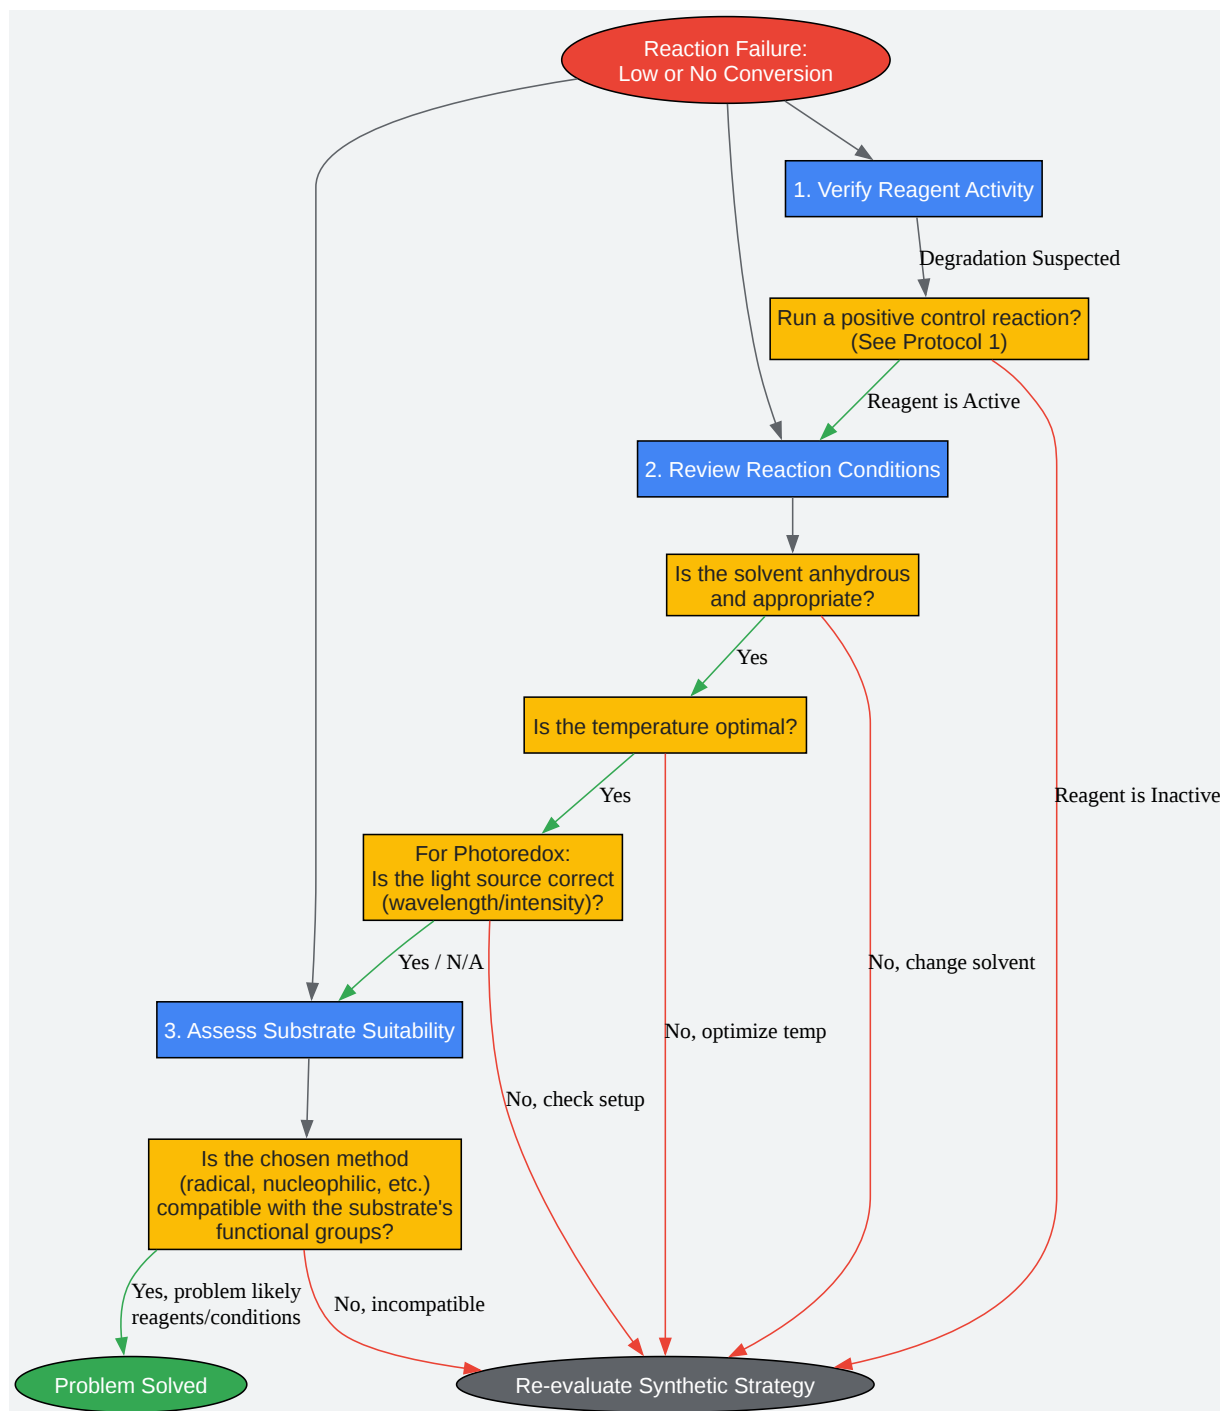 Reaction Failure:
Low or No Conversion
1. Verify Reagent Activity
Degradation Suspected
Run a positive control reaction?
(See Protocol 1)
Reagent is Active
2. Review Reaction Conditions
Is the solvent anhydrous
and appropriate?
Yes
Is the temperature optimal?
Yes
Reagent is Inactive
For Photoredox:
Is the light source correct
(wavelength/intensity)?
Yes / N/A
No, change solvent
3. Assess Substrate Suitability
No, optimize temp
No, check setup
Is the chosen method
(radical, nucleophilic, etc.)
compatible with the substrate's
functional groups?
Yes, problem likely
reagents/conditions
No, incompatible
Problem Solved
Re-evaluate Synthetic Strategy